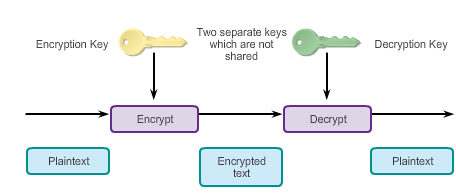 Encryption Key
Two separate keys
which are not
shared
Decryption Key
Encrypt
Decrypt
Plaintext
Encrypted
text
Plaintext